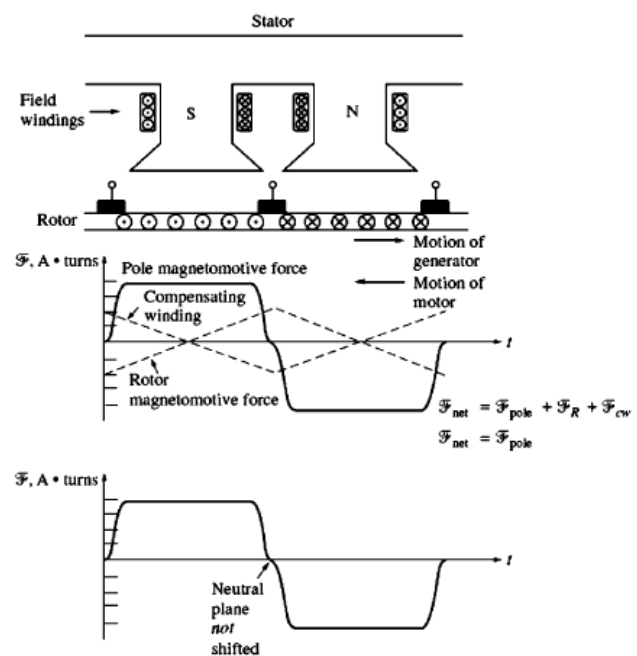 Stator
Field
windings
S
N
Rotor
Motion of
generator
Motion of
motor
ℱ, A • turns
Pole magnetomotive force
Compensating
winding
t
Rotor
magnetomotive force
ℱnet = ℱpole + ℱR + ℱcw
ℱnet = ℱpole
ℱ, A • turns
t
Neutral
plane
not
shifted